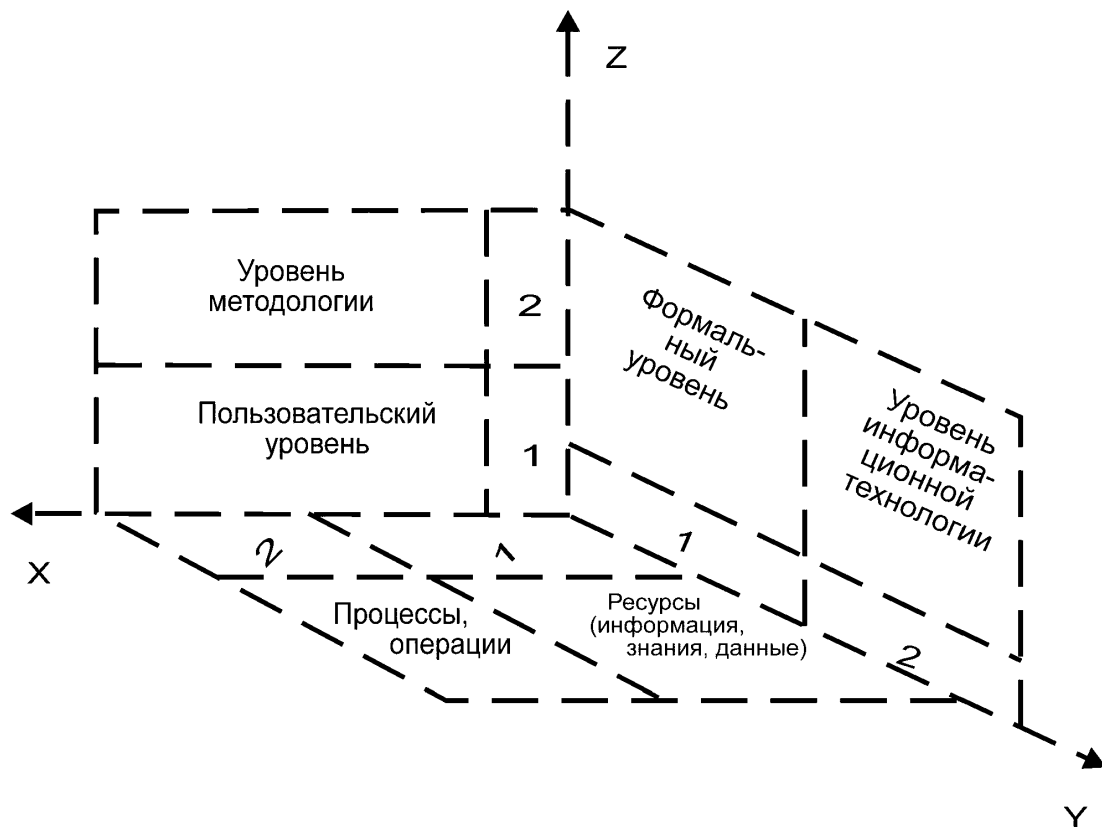 Z
Уровень
методологии
2
Формаль-
ный
уровень
Пользовательский
уровень
1
Уровень
информа-
ционной
технологии
X
2
1
1
Процессы,
операции
Ресурсы
(информация,
знания, данные)
2
Y